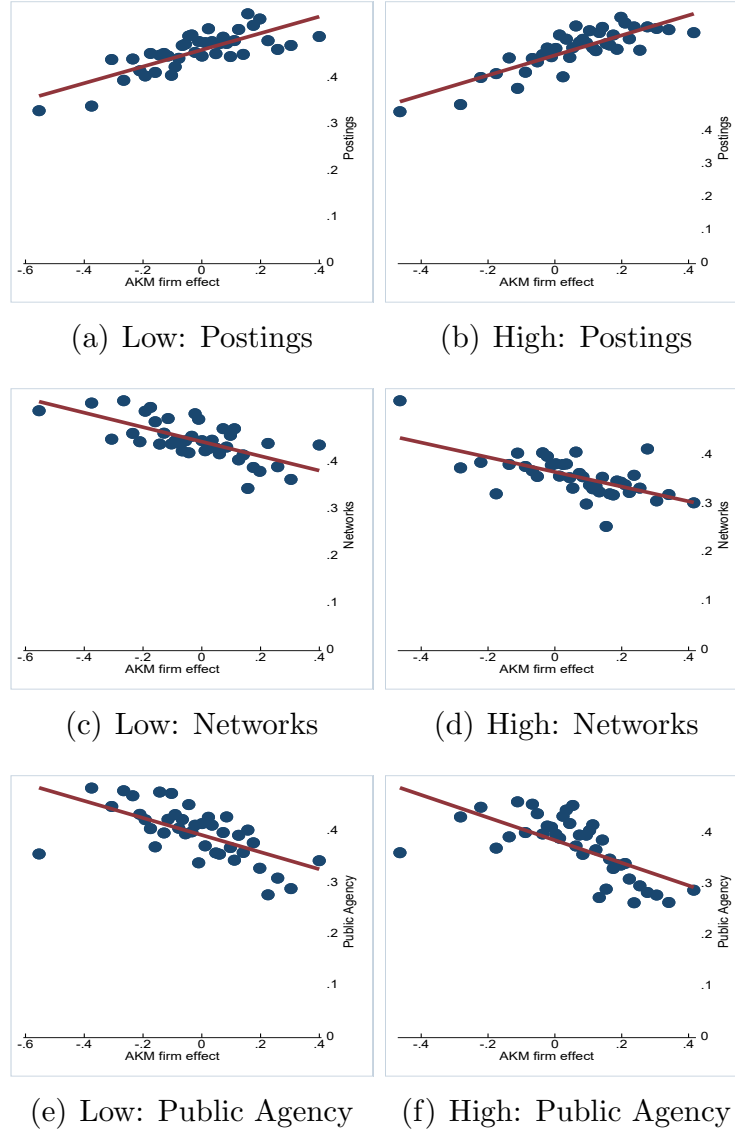 .4
.3
.2
.1
0
Postings
-.6 -.4 -.2 0 .2 .4
AKM firm effect
(a) Low: Postings
.4
.3
.2
.1
0
Postings
-.4 -.2 0 .2 .4
AKM firm effect
(b) High: Postings
.4
.3
.2
.1
0
Networks
-.6 -.4 -.2 0 .2 .4
AKM firm effect
(c) Low: Networks
.4
.3
.2
.1
0
Networks
-.4 -.2 0 .2 .4
AKM firm effect
(d) High: Networks
.4
.3
.2
.1
0
Public Agency
-.6 -.4 -.2 0 .2 .4
AKM firm effect
(e) Low: Public Agency
.4
.3
.2
.1
0
Public Agency
-.4 -.2 0 .2 .4
AKM firm effect
(f) High: Public Agency